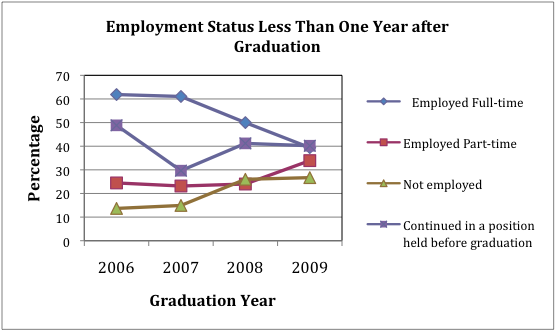 Employment Status Less Than One Year after
Graduation
70
60
50
40
30
20
10
0
Percentage
2006 2007 2008 2009
Graduation Year
Employed Full-time
Employed Part-time
Not employed
Continued in a position
held before graduation